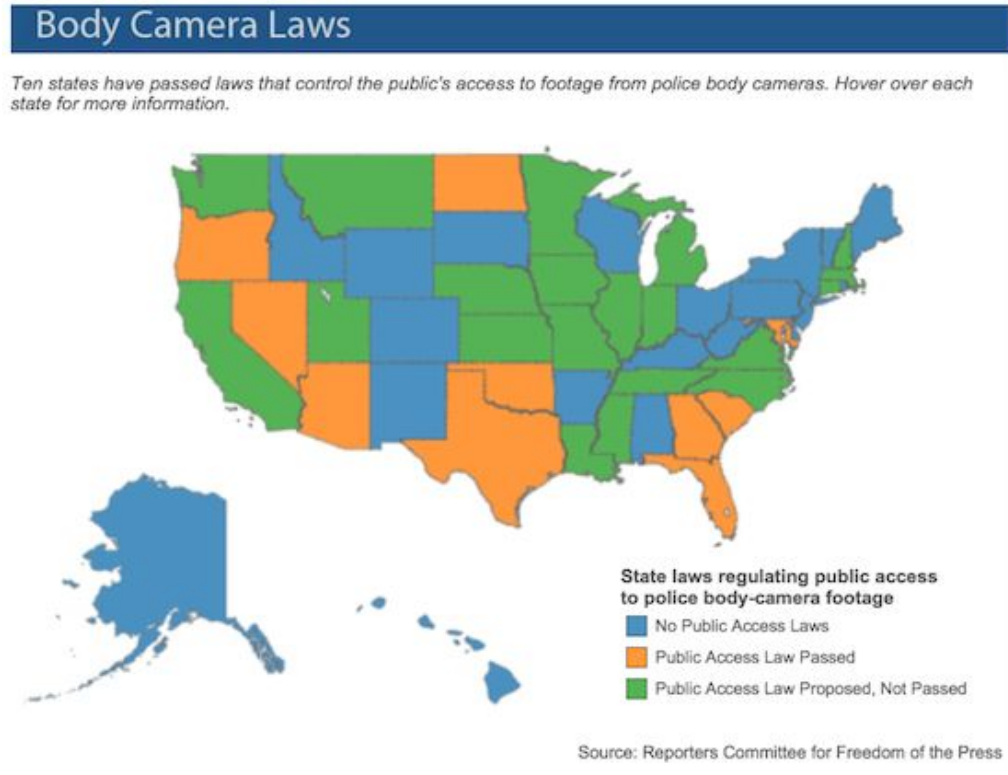 Body Camera Laws
Ten states have passed laws that control the public's access to footage from police body cameras. Hover over each
state for more information.
State laws regulating public access
to police body-camera footage
No Public Access Laws
Public Access Law Passed
Public Access Law Proposed, Not Passed
Source: Reporters Committee for Freedom of the Press